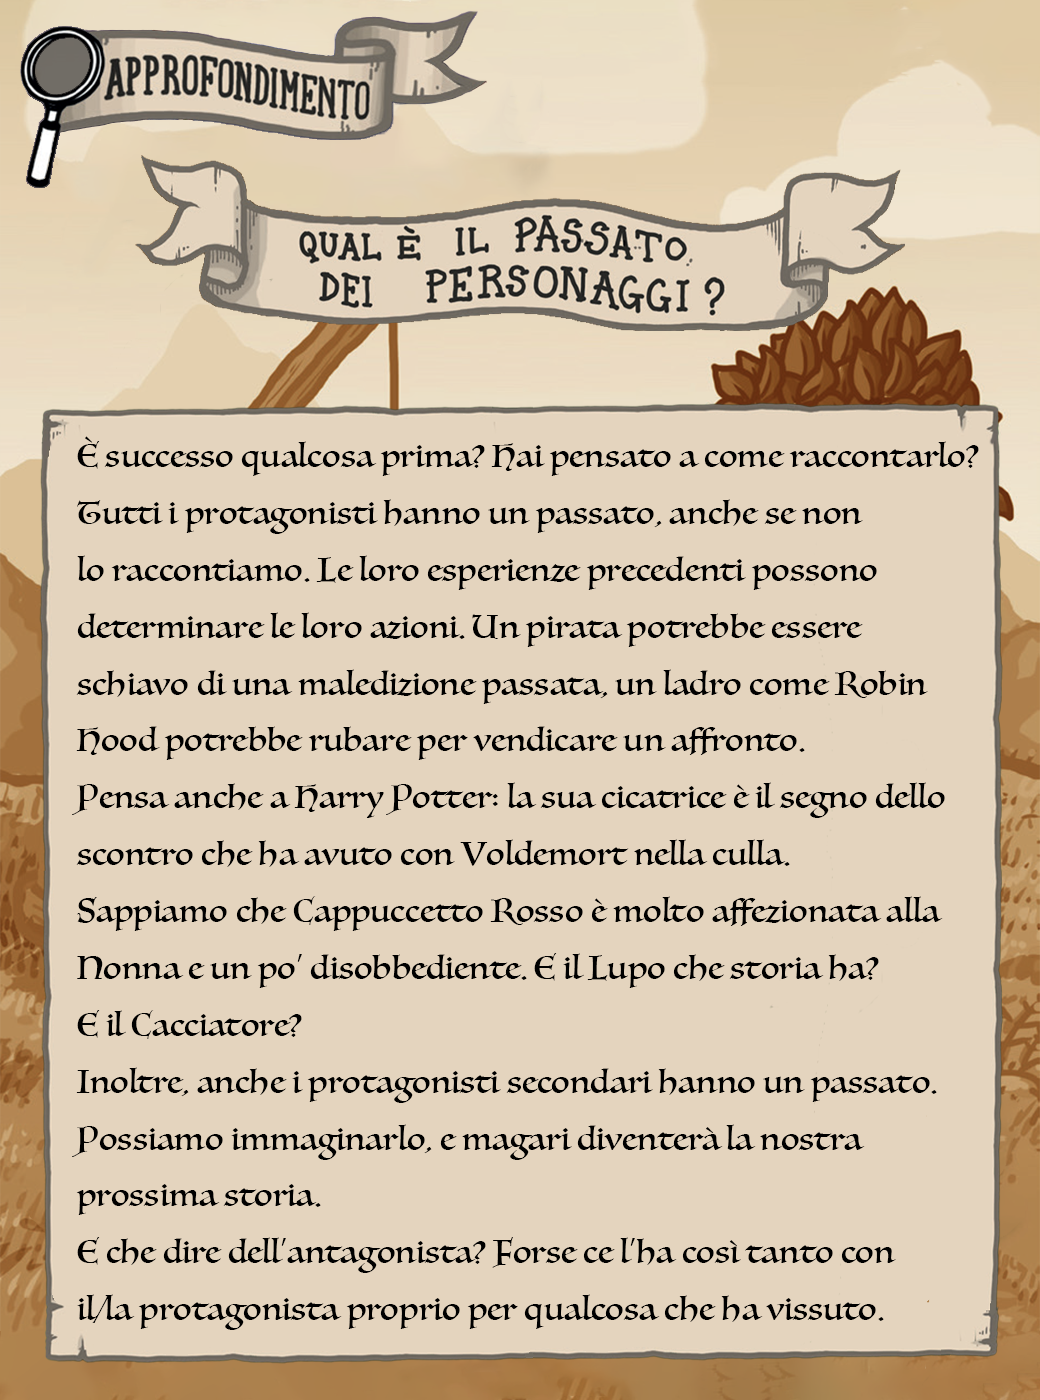 APPROFONDIMENTO
QUAL È IL PASSATO
DEI PERSONAGGI?
È successo qualcosa prima? Hai pensato a come raccontarlo?
Tutti i protagonisti hanno un passato, anche se non
lo raccontiamo. Le loro esperienze precedenti possono
determinare le loro azioni. Un pirata potrebbe essere
schiavo di una maledizione passata, un ladro come Robin
Hood potrebbe rubare per vendicare un affronto.
Pensa anche a Harry Potter: la sua cicatrice è il segno dello
scontro che ha avuto con Voldemort nella culla.
Sappiamo che Cappuccetto Rosso è molto affezionata alla
Nonna e un po' disobbediente. E il Lupo che storia ha?
E il Cacciatore?
Inoltre, anche i protagonisti secondari hanno un passato.
Possiamo immaginarlo, e magari diventerà la nostra
prossima storia.
E che dire dell'antagonista? Forse ce l'ha così tanto con
il/la protagonista proprio per qualcosa che ha vissuto.